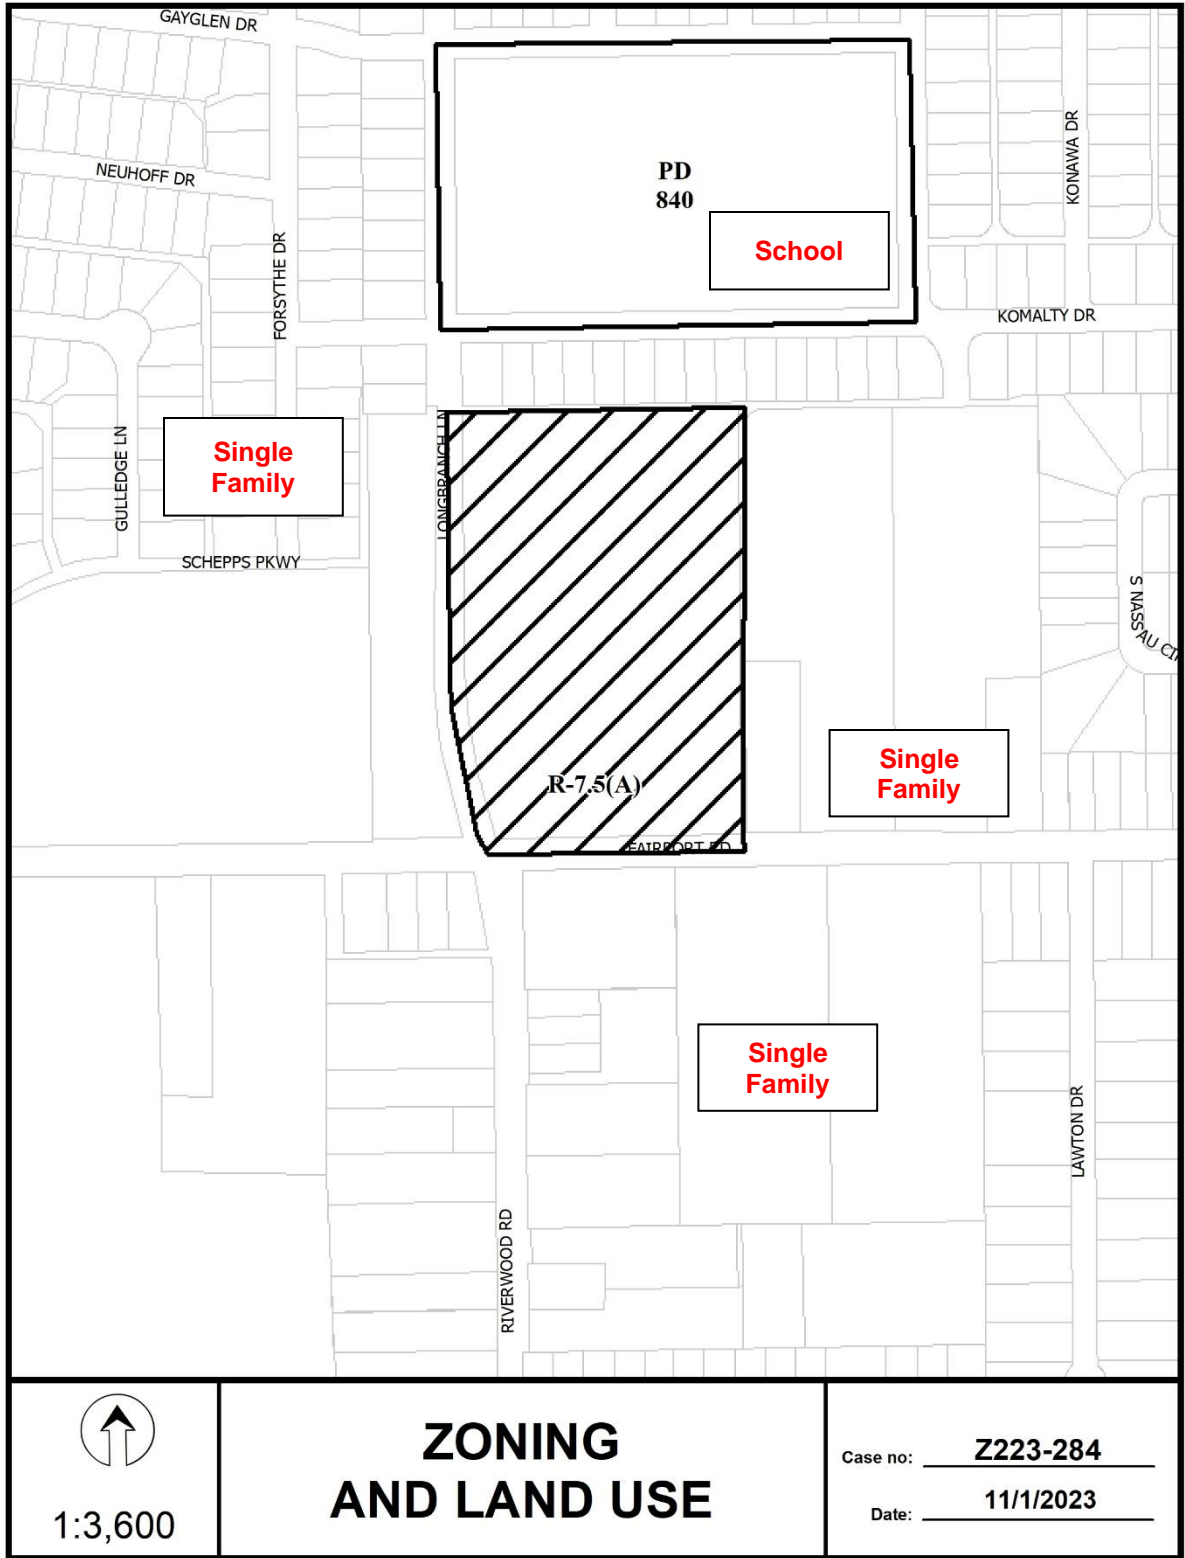 GAYGLEN DR
NEUHOFF DR
FORSYTHE DR
KONAWA DR
PD
840
School
KOMALTY DR
GULLEDGE LN
Single
Family
LONGBRANCH LN
SCHEPPS PKWY
S NASSAU CIR
R-7.5(A)
Single
Family
FAIRPORT RD
Single
Family
LAWTON DR
RIVERWOOD RD
1:3,600
ZONING
AND LAND USE
Case no: Z223-284
Date: 11/1/2023